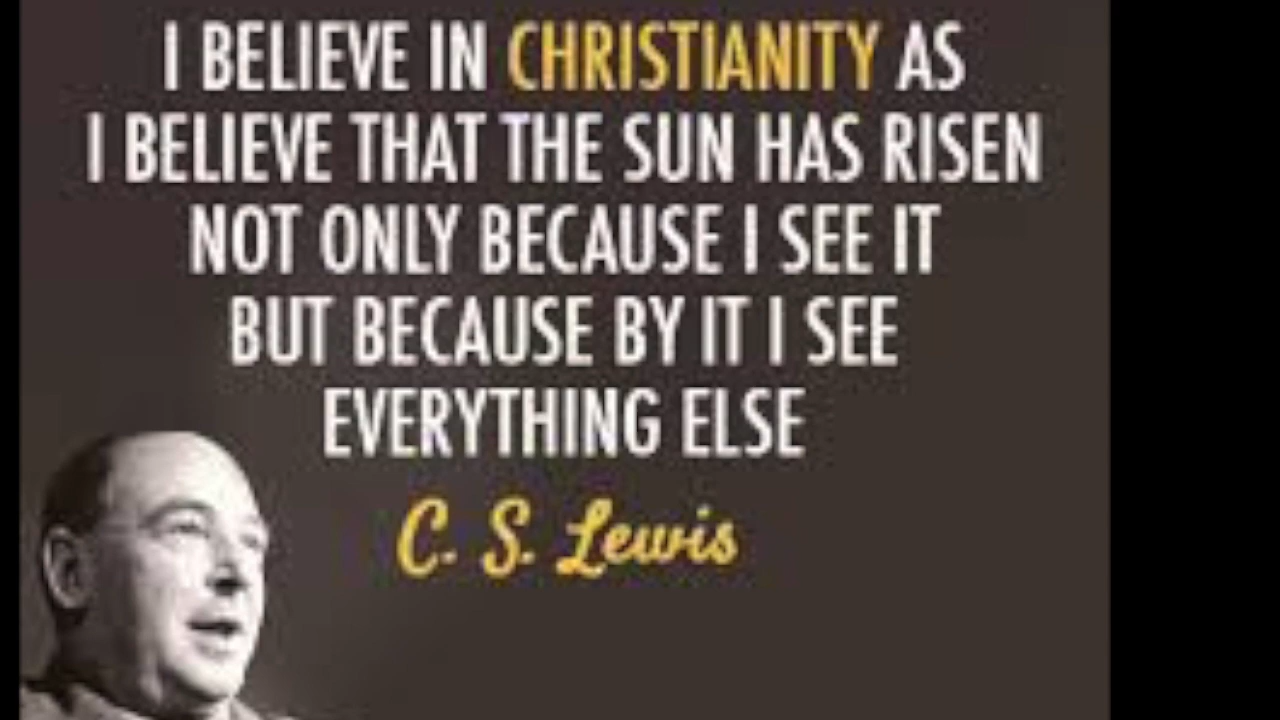 I BELIEVE IN CHRISTIANITY AS
I BELIEVE THAT THE SUN HAS RISEN
NOT ONLY BECAUSE I SEE IT
BUT BECAUSE BY IT I SEE
EVERYTHING ELSE
C. S. Lewis